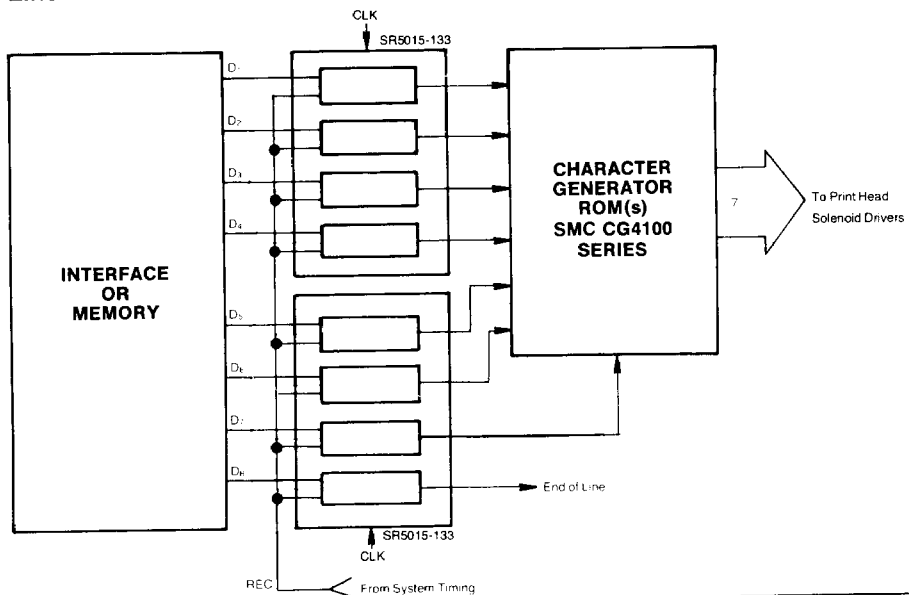 CLK
SR5015-133
D1
D2
D3
D4
INTERFACE
OR
MEMORY
CHARACTER
GENERATOR
ROM(s)
SMC CG4100
SERIES
7
To Print Head
Solenoid Drivers
D5
D6
D7
D8
End of Line
SR5015-133
CLK
REC
From System Timing